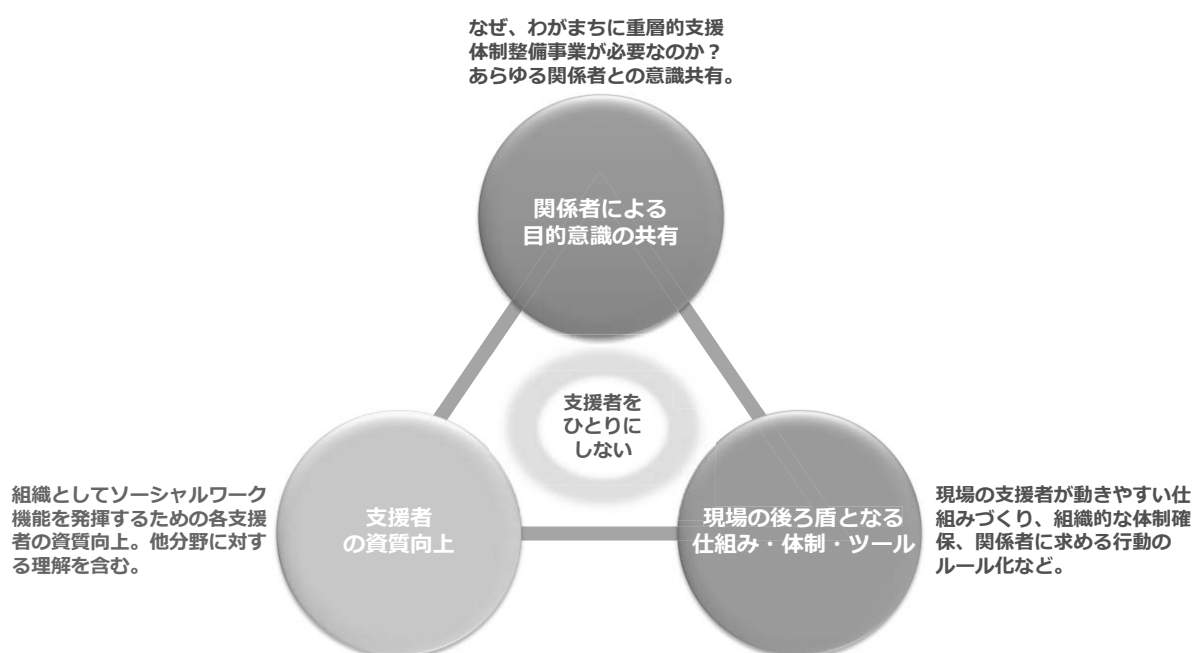 なぜ、わがまちに重層的支援
体制整備事業が必要なのか？
あらゆる関係者との意識共有。
関係者による
目的意識の共有
支援者を
ひとりに
しない
組織としてソーシャルワーク
機能を発揮するための各支援
者の資質向上。他分野に対す
る理解を含む。
支援者
の資質向上
現場の後ろ盾となる
仕組み・体制・ツール
現場の支援者が動きやすい仕
組みづくり、組織的な体制確
保、関係者に求める行動の
ルール化など。